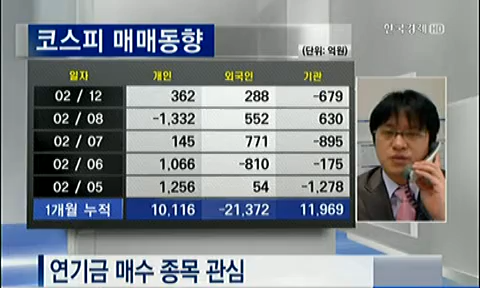 코스피 매매동향
한국경제 HD
(단위: 억원)
일자 개인 외국인 기관
02 / 12 362 288 -679
02 / 08 -1,332 552 630
02 / 07 145 771 -895
02 / 06 1,066 -810 -175
02 / 05 1,256 54 -1,278
1개월 누적 10,116 -21,372 11,969
연기금 매수 종목 관심